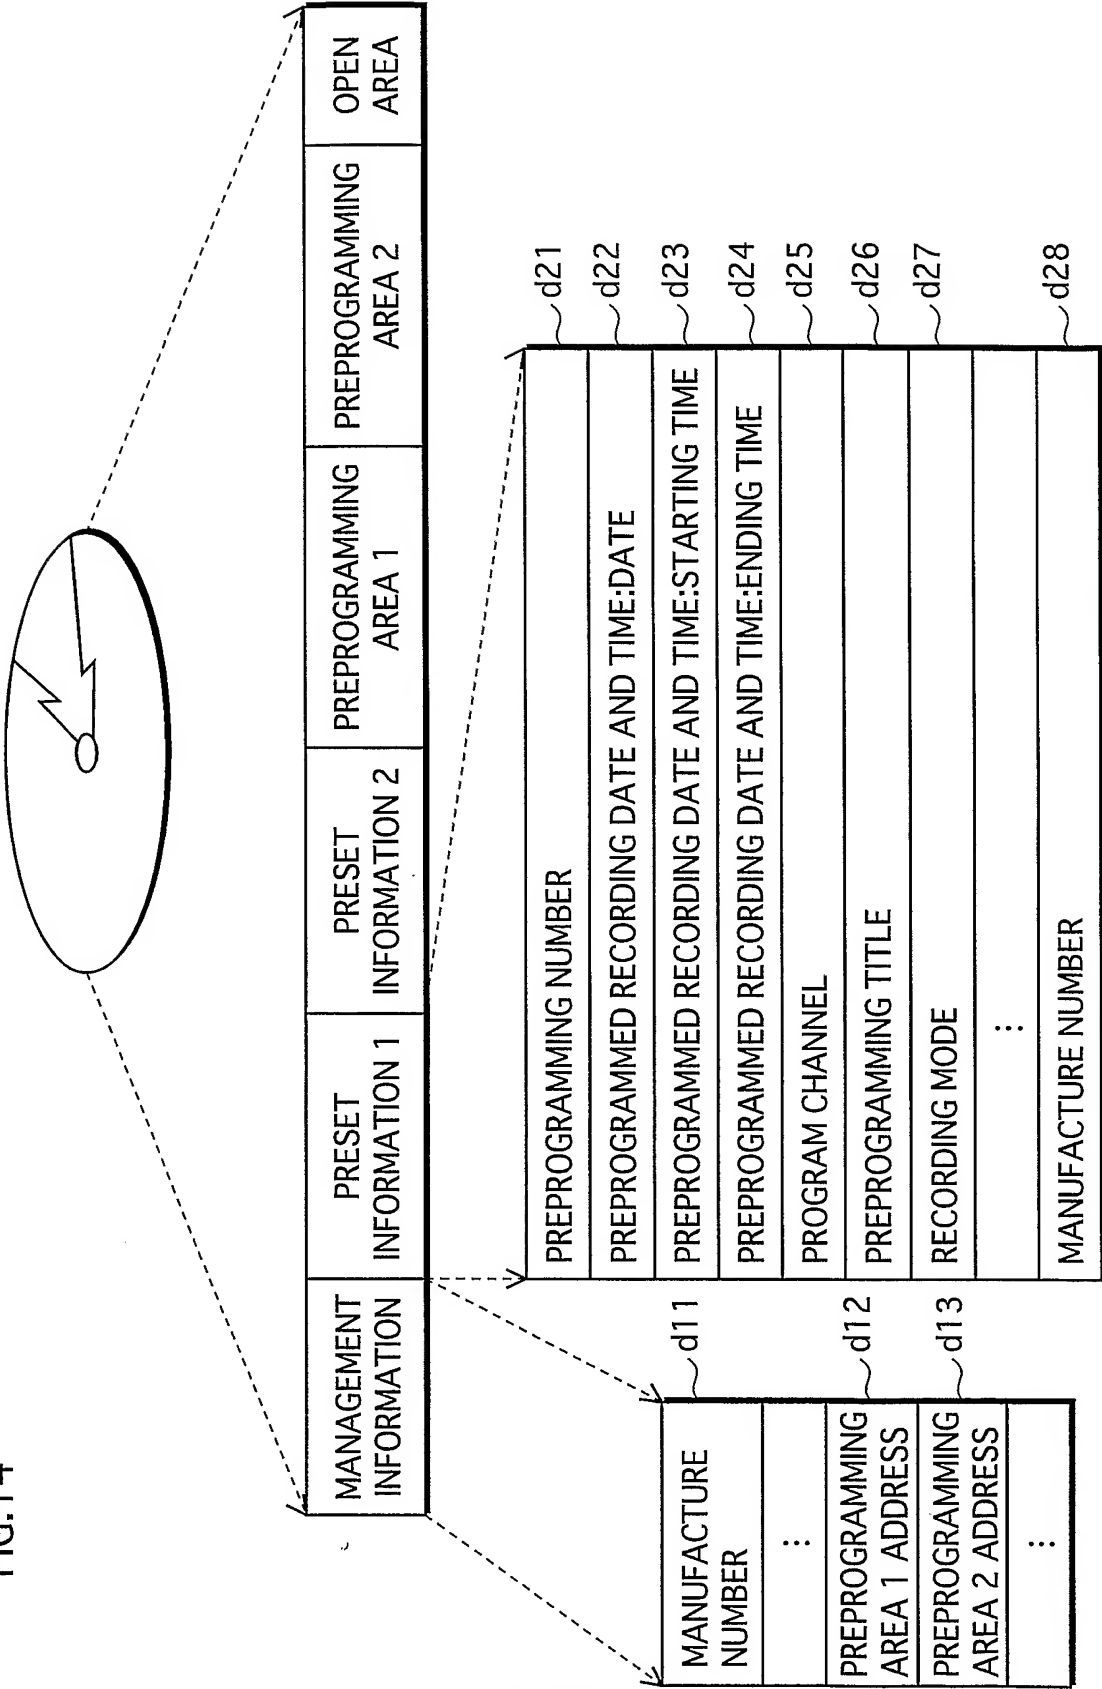 FIG.14
MANAGEMENT
INFORMATION
PRESET
INFORMATION 1
PRESET
INFORMATION 2
PREPROGRAMMING
AREA 1
PREPROGRAMMING
AREA 2
OPEN
AREA
MANUFACTURE
NUMBER
d11
⋮
PREPROGRAMMING
AREA 1 ADDRESS
d12
PREPROGRAMMING
AREA 2 ADDRESS
d13
⋮
PREPROGRAMMING NUMBER
d21
PREPROGRAMMED RECORDING DATE AND TIME:DATE
d22
PREPROGRAMMED RECORDING DATE AND TIME:STARTING TIME
d23
PREPROGRAMMED RECORDING DATE AND TIME:ENDING TIME
d24
PROGRAM CHANNEL
d25
PREPROGRAMMING TITLE
d26
RECORDING MODE
d27
⋮
MANUFACTURE NUMBER
d28